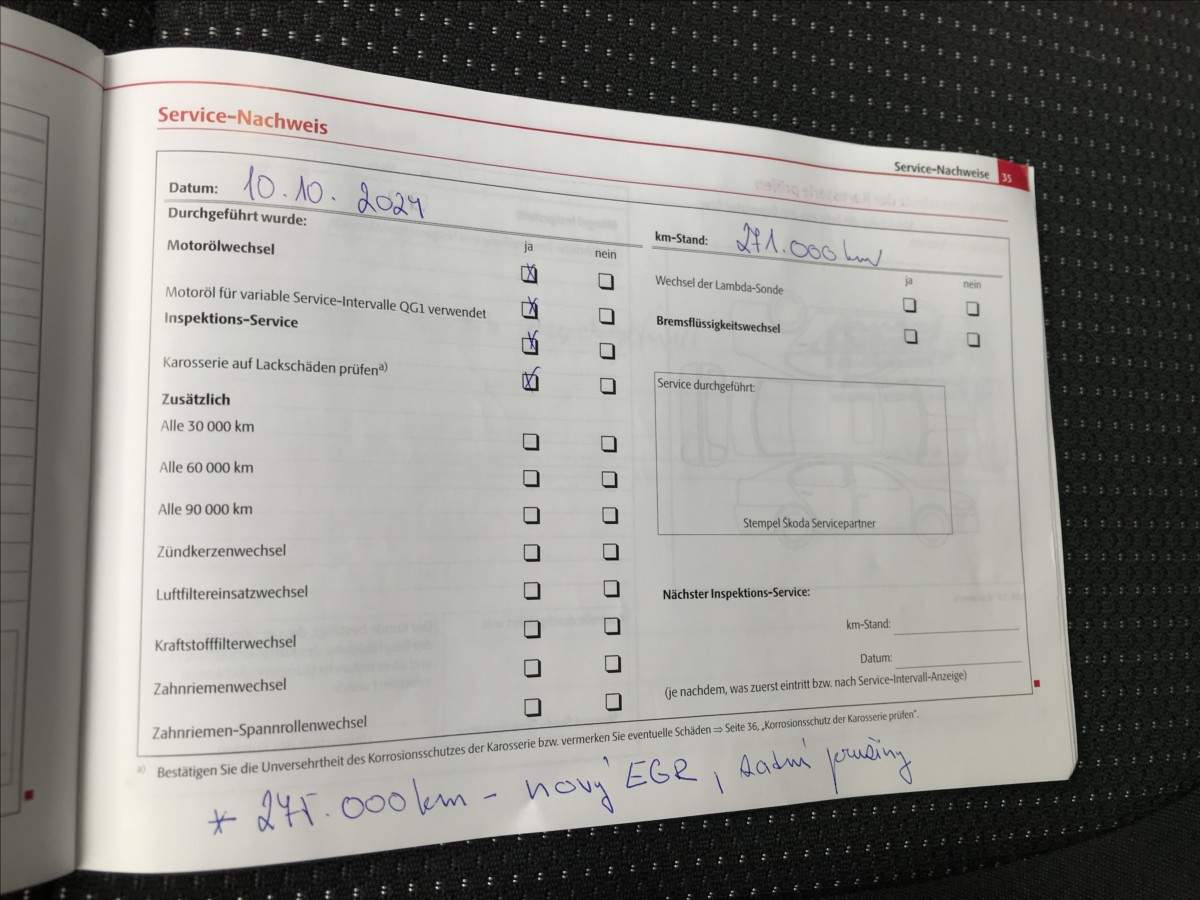 Service-Nachweis
Service-Nachweise 35
Datum: 10.10.2024
Durchgeführt wurde:
ja nein
Motorölwechsel
Motoröl für variable Service-Intervalle QG1 verwendet
Inspektions-Service
Karosserie auf Lackschäden prüfen a)
Zusätzlich
Alle 30 000 km
Alle 60 000 km
Alle 90 000 km
Zündkerzenwechsel
Luftfiltereinsatzwechsel
Kraftstofffilterwechsel
Zahnriemenwechsel
Zahnriemen-Spannrollenwechsel
km-Stand: 271.000 km
ja nein
Wechsel der Lambda-Sonde
Bremsflüssigkeitswechsel
Service durchgeführt:
Stempel Škoda Servicepartner
Nächster Inspektions-Service:
km-Stand:
Datum:
(je nachdem, was zuerst eintritt bzw. nach Service-Intervall-Anzeige)
a) Bestätigen Sie die Unversehrtheit des Korrosionsschutzes der Karosserie bzw. vermerken Sie eventuelle Schäden ⇒ Seite 36, „Korrosionsschutz der Karosserie prüfen“.
* 275.000 km - nový EGR, zadní pružiny